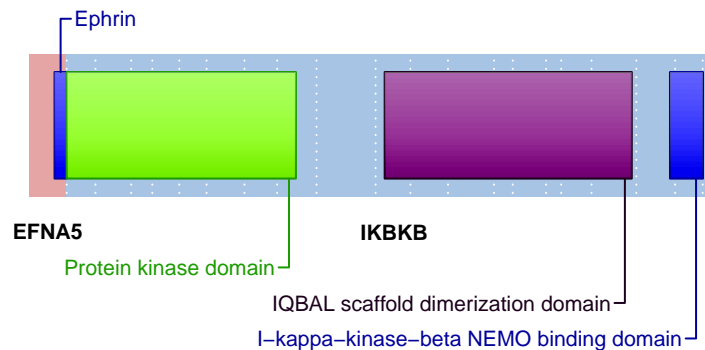 Ephrin
EFNA5
IKBKB
Protein kinase domain
IQBAL scaffold dimerization domain
I−kappa−kinase−beta NEMO binding domain